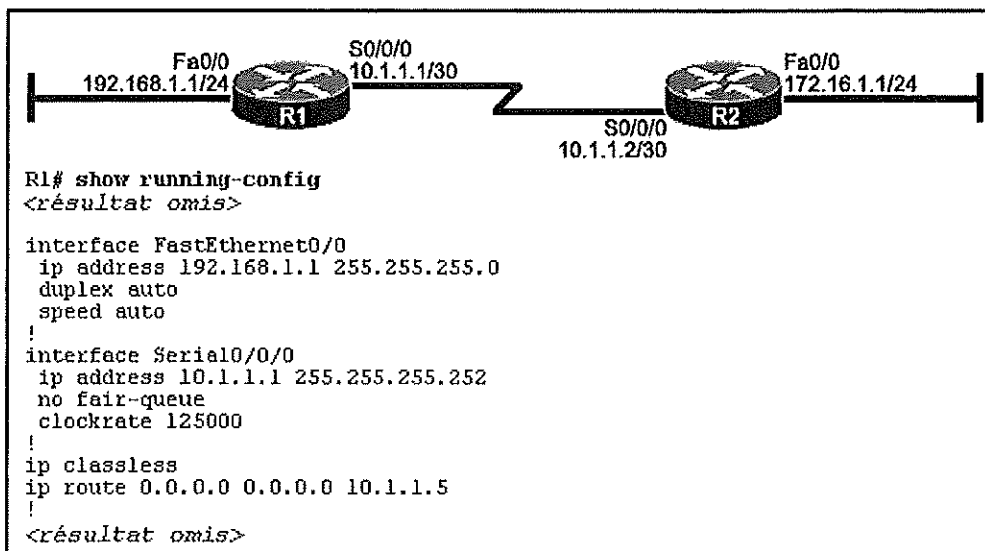 Fa0/0
192.168.1.1/24
S0/0/0
10.1.1.1/30
Fa0/0
172.16.1.1/24
R1
R2
S0/0/0
10.1.1.2/30
R1# show running-config
<résultat omis>
interface FastEthernet0/0
ip address 192.168.1.1 255.255.255.0
duplex auto
speed auto
!
interface Serial0/0/0
ip address 10.1.1.1 255.255.255.252
no fair-queue
clockrate 125000
!
ip classless
ip route 0.0.0.0 0.0.0.0 10.1.1.5
!
<résultat omis>